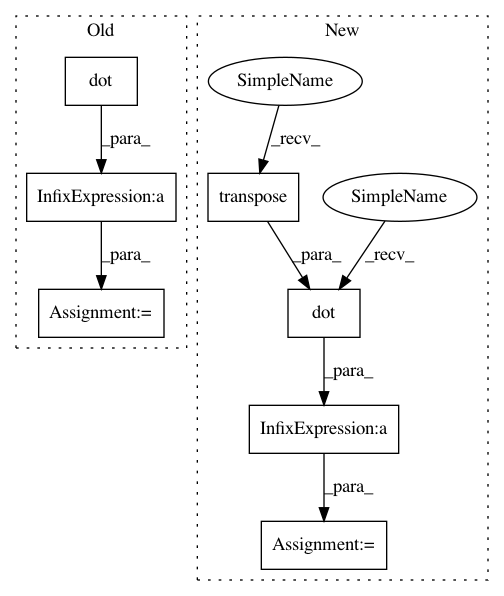 Old
New
dot
SimpleName
_para_
_recv_
InfixExpression:a
transpose
SimpleName
_para_
_para_
_recv_
Assignment:=
dot
_para_
InfixExpression:a
_para_
Assignment:=